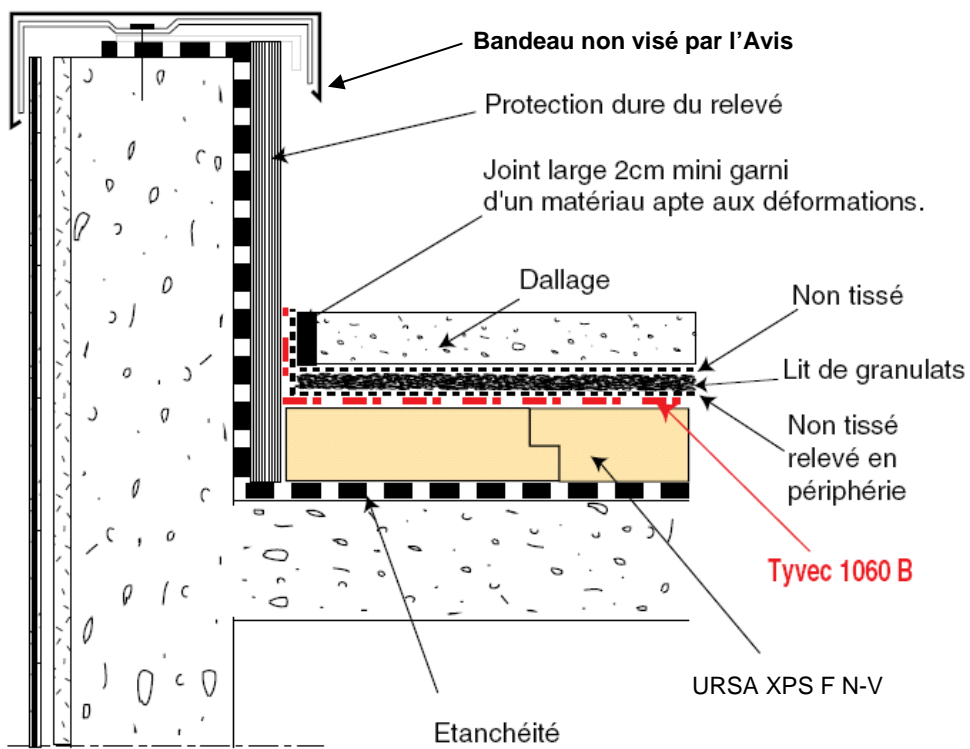 Bandeau non visé par l'Avis
Protection dure du relevé
Joint large 2cm mini garni
d'un matériau apte aux déformations.
Dallage
Non tissé
Lit de granulats
Non tissé
relevé en
périphérie
Tyvec 1060 B
URSA XPS F N-V
Etanchéité